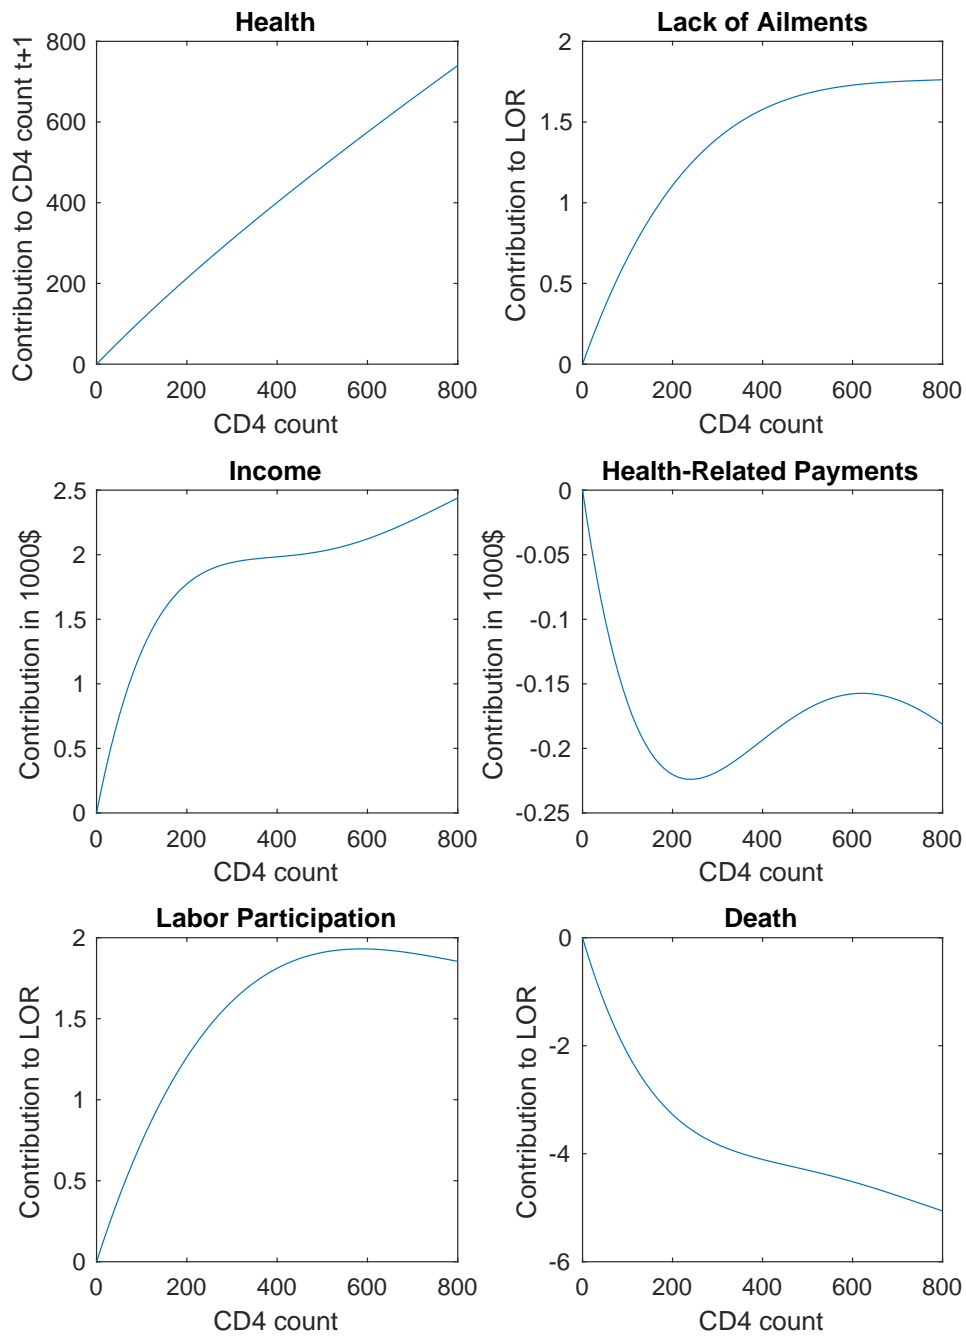 Health
Contribution to CD4 count t+1
800
600
400
200
0
0 200 400 600 800
CD4 count
Lack of Ailments
Contribution to LOR
2
1.5
1
0.5
0
0 200 400 600 800
CD4 count
Income
Contribution in 1000$
2.5
2
1.5
1
0.5
0
0 200 400 600 800
CD4 count
Health-Related Payments
Contribution in 1000$
0
-0.05
-0.1
-0.15
-0.2
-0.25
0 200 400 600 800
CD4 count
Labor Participation
Contribution to LOR
2
1.5
1
0.5
0
0 200 400 600 800
CD4 count
Death
Contribution to LOR
0
-2
-4
-6
0 200 400 600 800
CD4 count